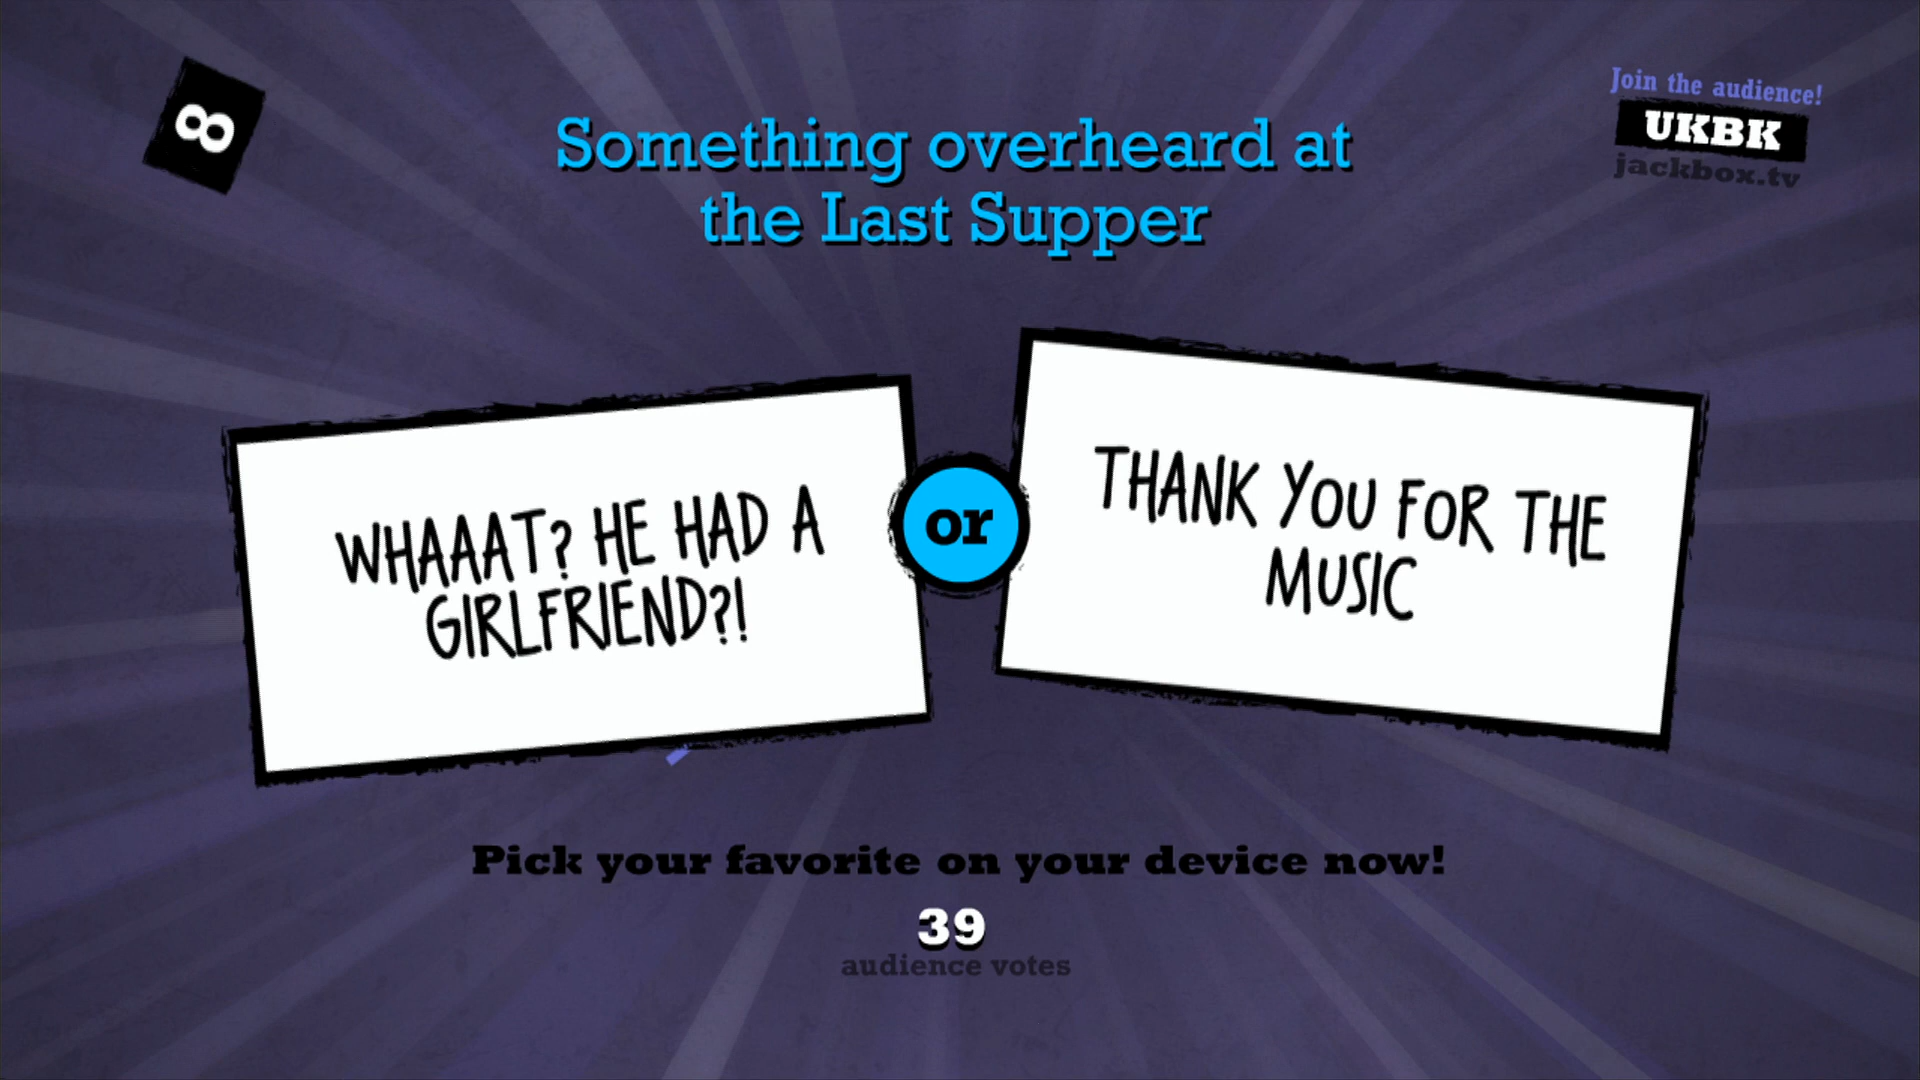 8
Something overheard at
the Last Supper
Join the audience!
UKBK
jackbox.tv
WHAAAT? HE HAD A
GIRLFRIEND?!
or
THANK YOU FOR THE
MUSIC
Pick your favorite on your device now!
39
audience votes